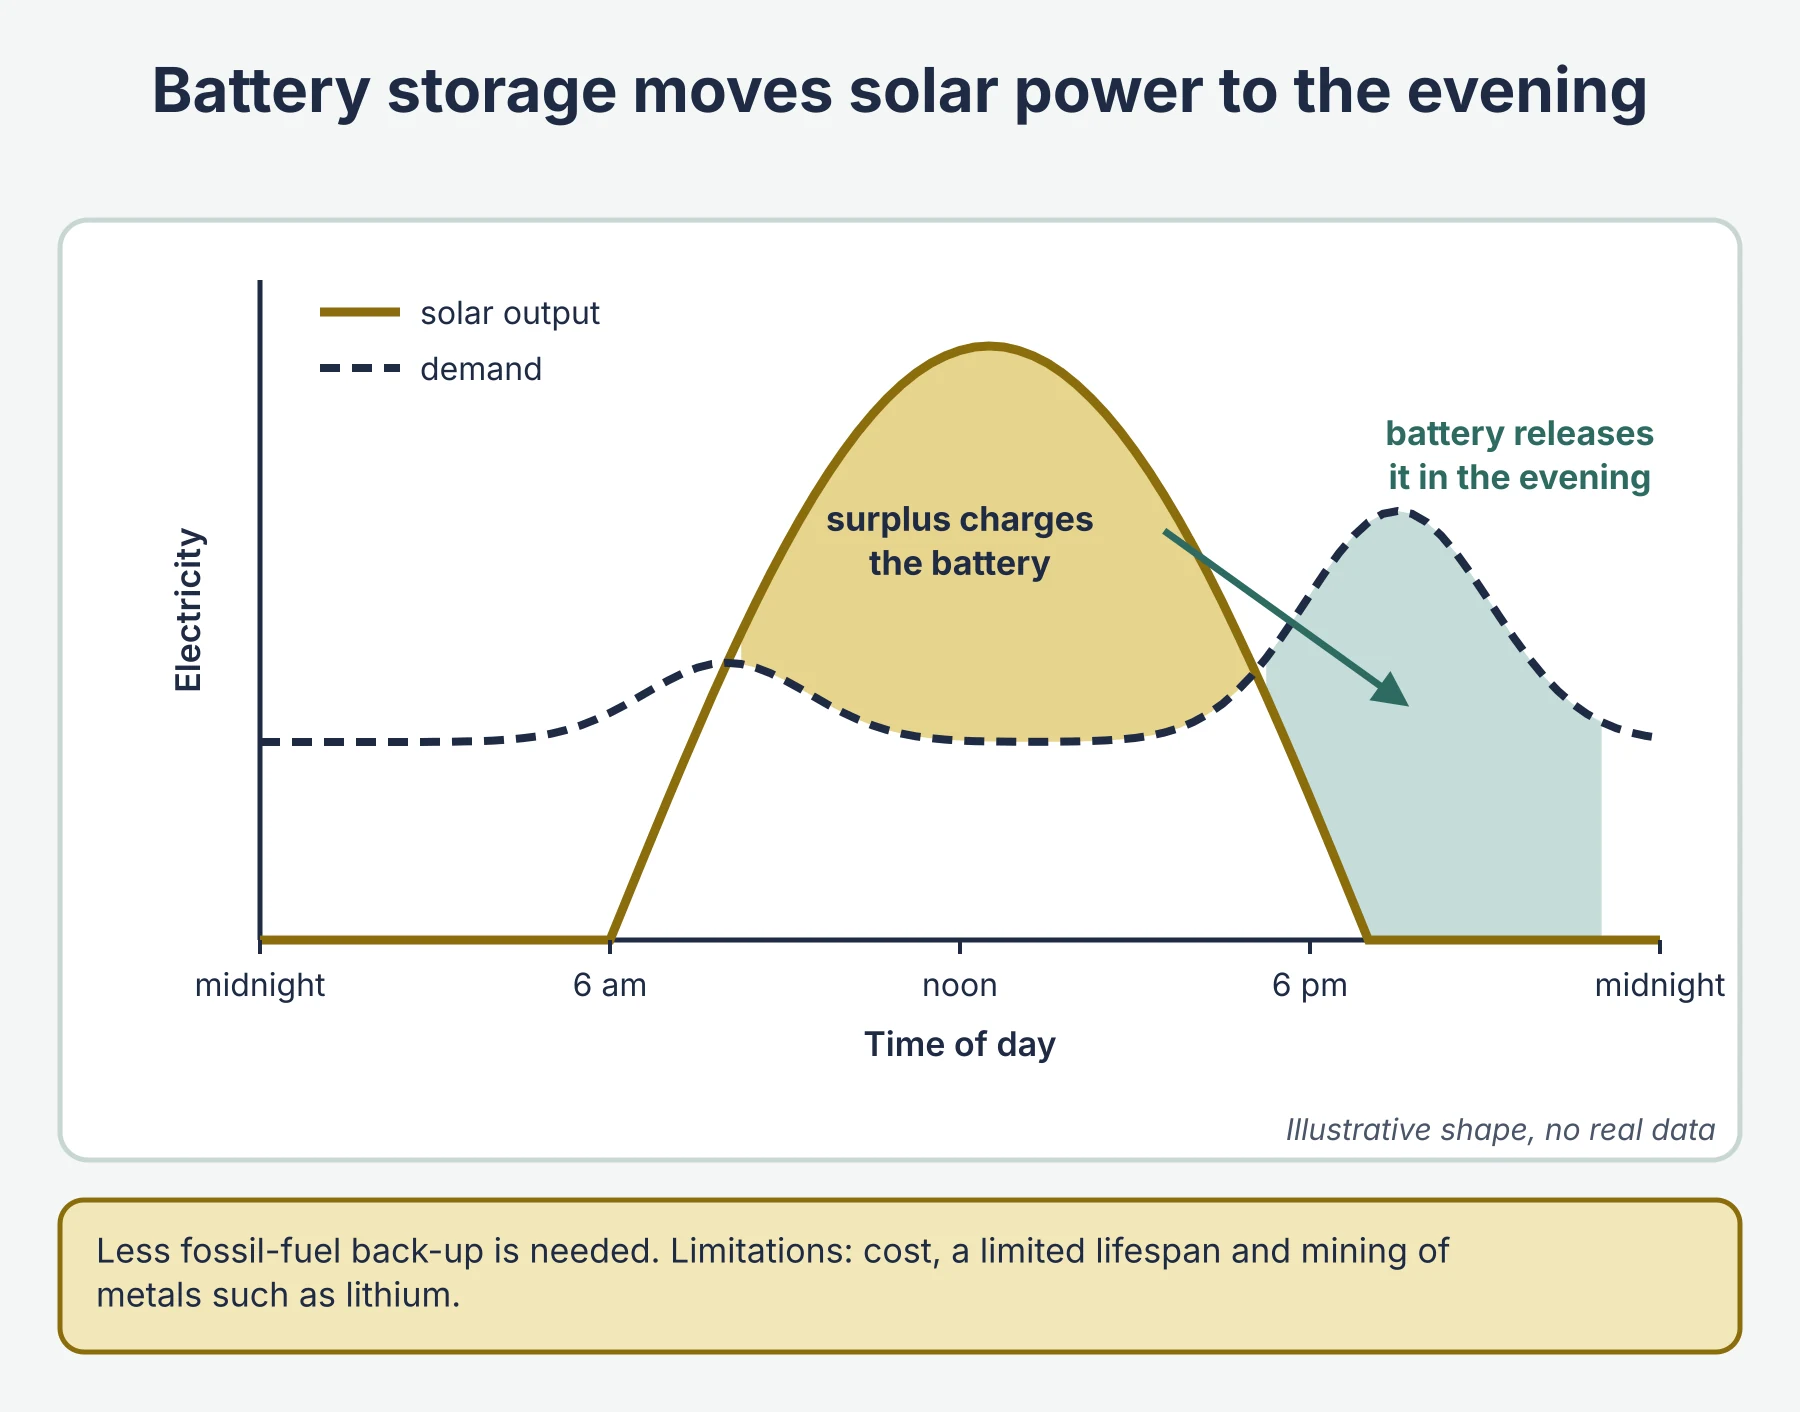 Battery storage moves solar power to the evening
solar output
demand
battery releases
it in the evening
surplus charges
the battery
Electricity
midnight
6 am
noon
6 pm
midnight
Time of day
Illustrative shape, no real data
Less fossil-fuel back-up is needed. Limitations: cost, a limited lifespan and mining of
metals such as lithium.